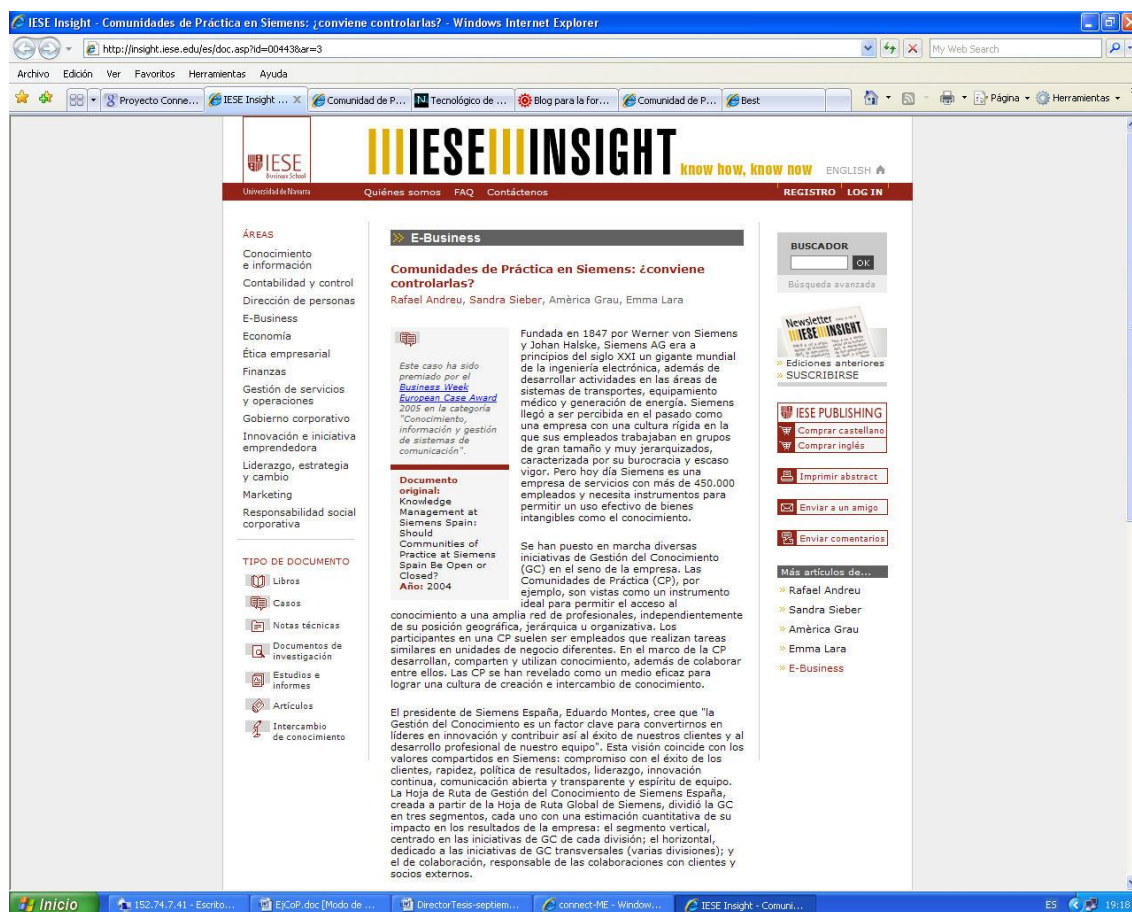 IESE Insight - Comunidades de Práctica en Siemens: ¿conviene controlarlas? - Windows Internet Explorer
http://insight.iese.edu/es/doc.asp?id=00443&ar=3
My Web Search
Archivo Edición Ver Favoritos Herramientas Ayuda
Proyecto Conne... IESE Insight ... X Comunidad de P... Tecnológico de ... Blog para la for... Comunidad de P... Best
Página Herramientas
IESE
Business School
Universidad de Navarra
IESE INSIGHT
know how, know now
ENGLISH
Quiénes somos FAQ Contáctenos
REGISTRO LOG IN
ÁREAS
Conocimiento
e información
Contabilidad y control
Dirección de personas
E-Business
Economía
Ética empresarial
Finanzas
Gestión de servicios
y operaciones
Gobierno corporativo
Innovación e iniciativa
emprendedora
Liderazgo, estrategia
y cambio
Marketing
Responsabilidad social
corporativa
TIPO DE DOCUMENTO
Libros
Casos
Notas técnicas
Documentos de
investigación
Estudios e
informes
Artículos
Intercambio
de conocimiento
E-Business
Comunidades de Práctica en Siemens: ¿conviene
controlarlas?
Rafael Andreu, Sandra Sieber, Amèrica Grau, Emma Lara
Este caso ha sido
premiado por el
Business Week
European Case Award
2005 en la categoría
"Conocimiento,
información y gestión
de sistemas de
comunicación".
Documento
original:
Knowledge
Management at
Siemens Spain:
Should
Communities of
Practice at Siemens
Spain Be Open or
Closed?
Año: 2004
Fundada en 1847 por Werner von Siemens
y Johan Halske, Siemens AG era a
principios del siglo XXI un gigante mundial
de la ingeniería electrónica, además de
desarrollar actividades en las áreas de
sistemas de transportes, equipamiento
médico y generación de energía. Siemens
llegó a ser percibida en el pasado como
una empresa con una cultura rígida en la
que sus empleados trabajaban en grupos
de gran tamaño y muy jerarquizados,
caracterizada por su burocracia y escaso
vigor. Pero hoy día Siemens es una
empresa de servicios con más de 450.000
empleados y necesita instrumentos para
permitir un uso efectivo de bienes
intangibles como el conocimiento.
Se han puesto en marcha diversas
iniciativas de Gestión del Conocimiento
(GC) en el seno de la empresa. Las
Comunidades de Práctica (CP), por
ejemplo, son vistas como un instrumento
ideal para permitir el acceso al
conocimiento a una amplia red de profesionales, independientemente
de su posición geográfica, jerárquica u organizativa. Los
participantes en una CP suelen ser empleados que realizan tareas
similares en unidades de negocio diferentes. En el marco de la CP
desarrollan, comparten y utilizan conocimiento, además de colaborar
entre ellos. Las CP se han revelado como un medio eficaz para
lograr una cultura de creación e intercambio de conocimiento.
El presidente de Siemens España, Eduardo Montes, cree que "la
Gestión del Conocimiento es un factor clave para convertirnos en
líderes en innovación y contribuir así al éxito de nuestros clientes y al
desarrollo profesional de nuestro equipo". Esta visión coincide con los
valores compartidos en Siemens: compromiso con el éxito de los
clientes, rapidez, política de resultados, liderazgo, innovación
continua, comunicación abierta y transparente y espíritu de equipo.
La Hoja de Ruta de Gestión del Conocimiento de Siemens España,
creada a partir de la Hoja de Ruta Global de Siemens, dividió la GC
en tres segmentos, cada uno con una estimación cuantitativa de su
impacto en los resultados de la empresa: el segmento vertical,
centrado en las iniciativas de GC de cada división; el horizontal,
dedicado a las iniciativas de GC transversales (varias divisiones); y
el de colaboración, responsable de las colaboraciones con clientes y
socios externos.
BUSCADOR
OK
Búsqueda avanzada
Newsletter
IESE INSIGHT
Ediciones anteriores
SUSCRIBIRSE
IESE PUBLISHING
Comprar castellano
Comprar inglés
Imprimir abstract
Enviar a un amigo
Enviar comentarios
Más artículos de...
Rafael Andreu
Sandra Sieber
Amèrica Grau
Emma Lara
E-Business
Inicio 152.74.7.41 - Escrito... EjCoP.doc [Modo de ... DirectorTesis-septiem... connect-ME - Window... IESE Insight - Comuni... ES 19:18